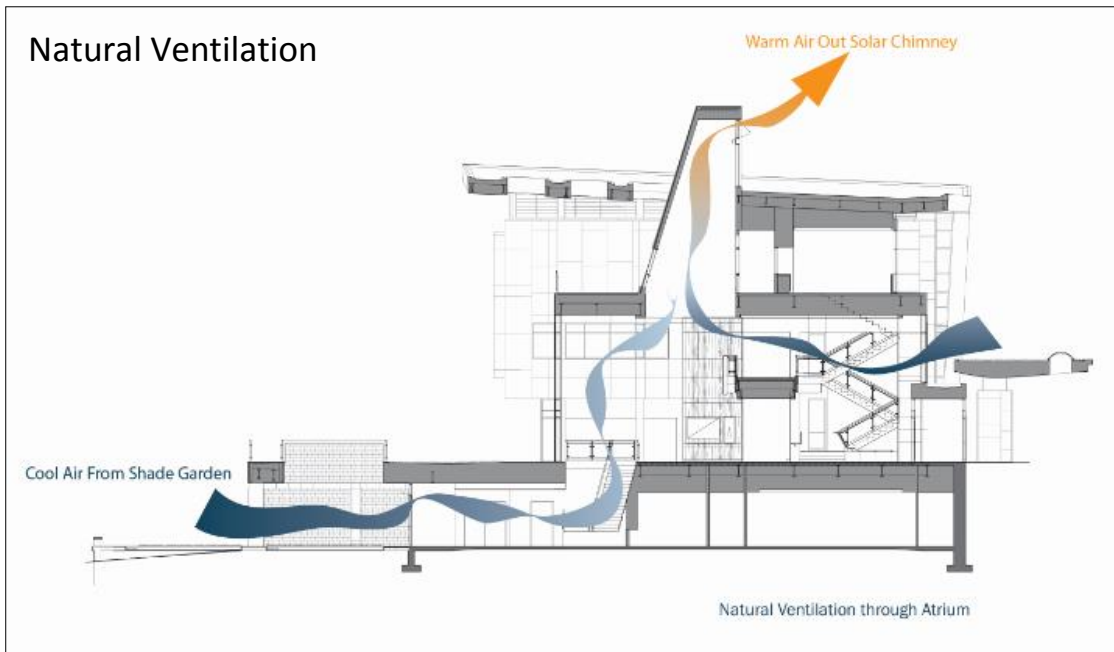 Natural Ventilation
Warm Air Out Solar Chimney
Cool Air From Shade Garden
Natural Ventilation through Atrium